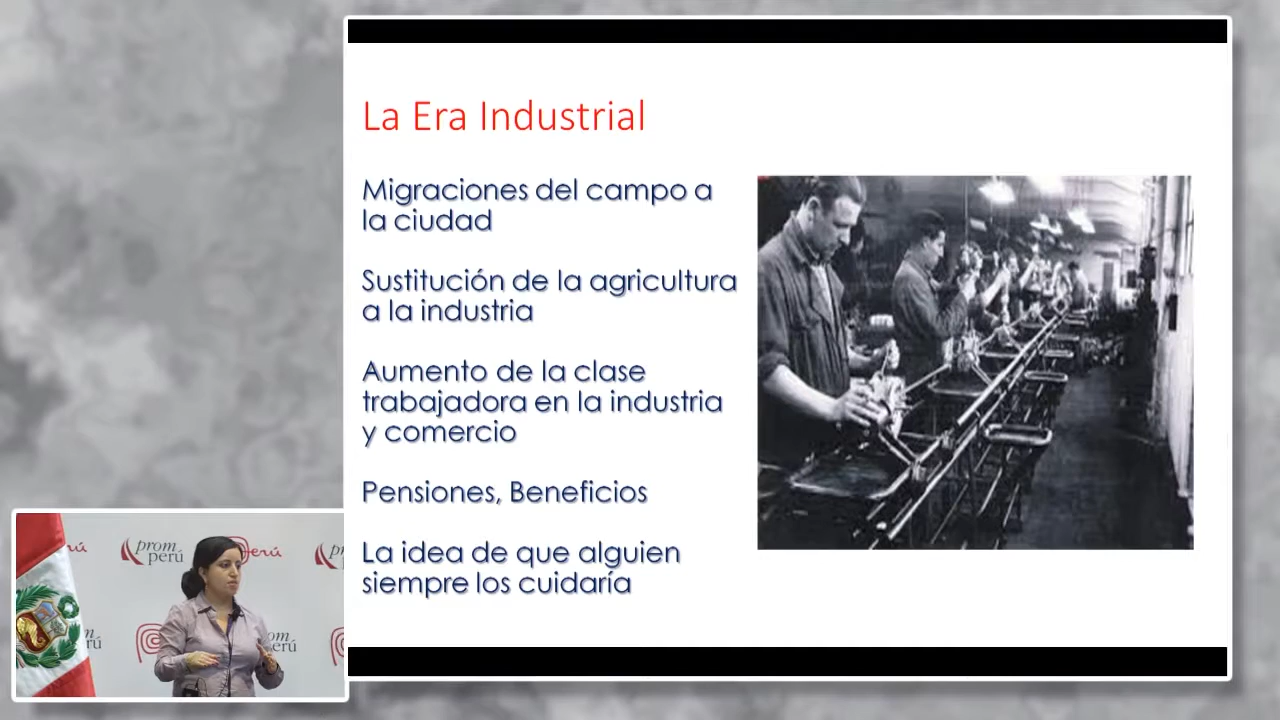 La Era Industrial
Migraciones del campo a
la ciudad
Sustitución de la agricultura
a la industria
Aumento de la clase
trabajadora en la industria
y comercio
Pensiones, Beneficios
La idea de que alguien
siempre los cuidaría
prom
perú